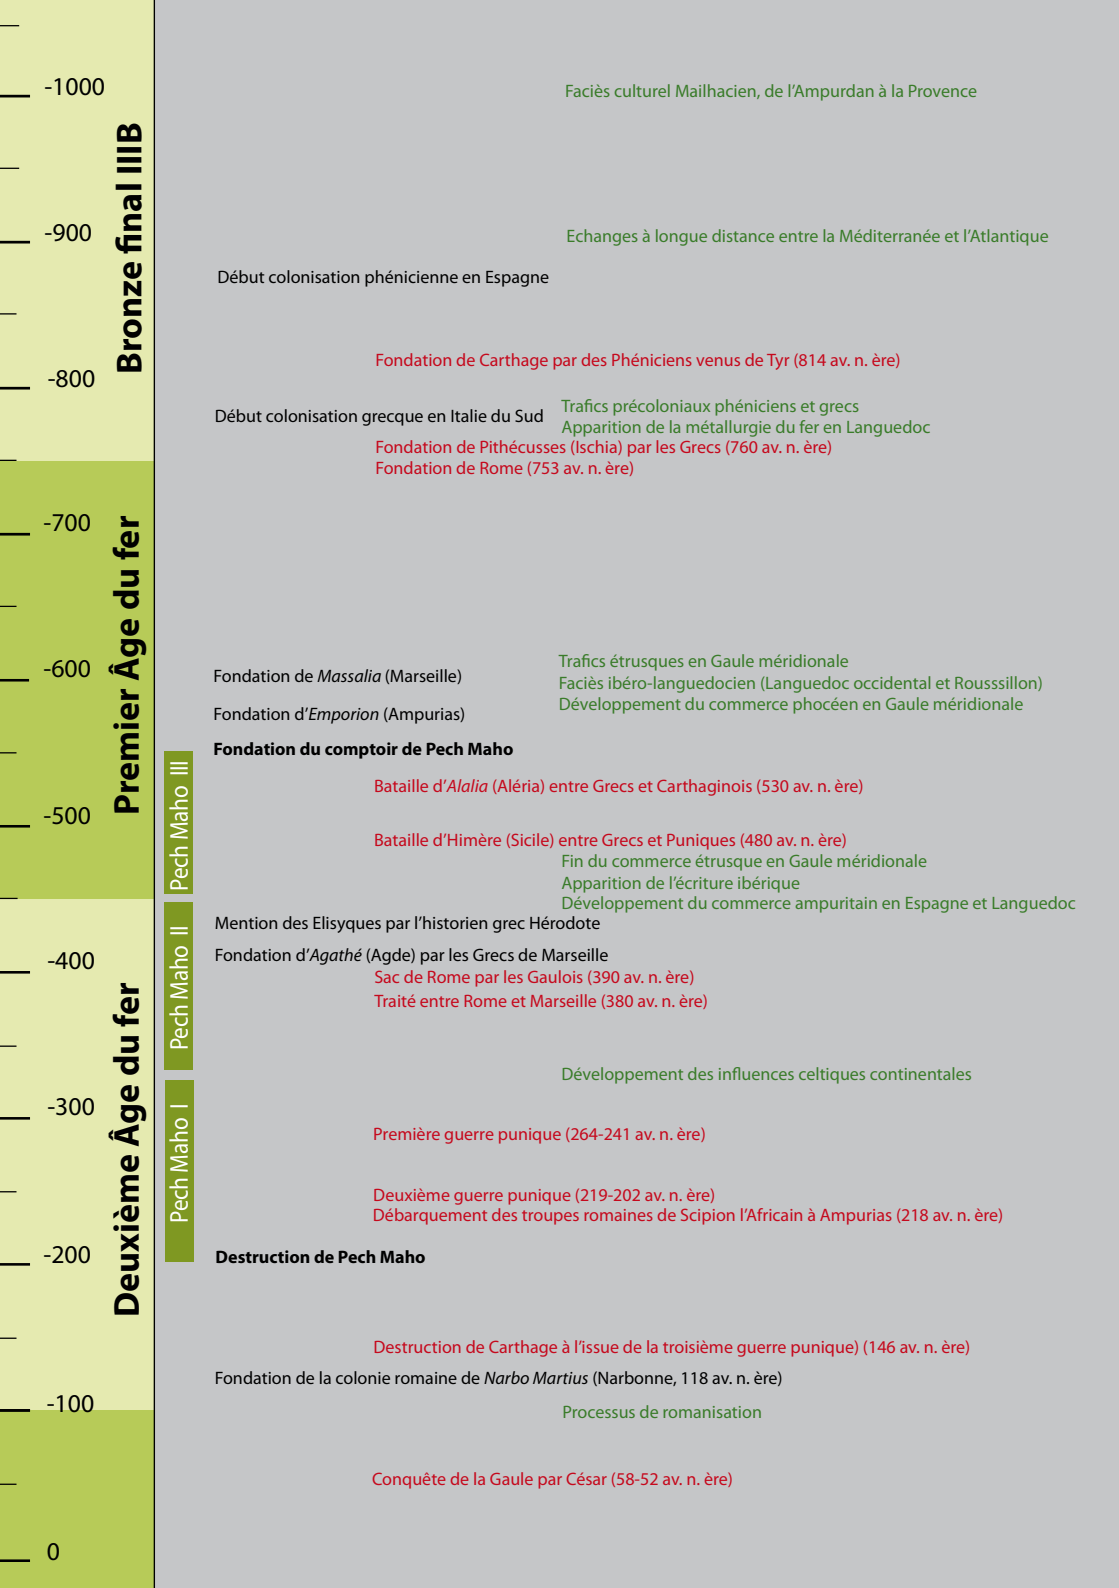 -1000
Faciès culturel Mailhacien, de l’Ampurdan à la Provence
Bronze final IIIB
-900
Echanges à longue distance entre la Méditerranée et l’Atlantique
Début colonisation phénicienne en Espagne
Fondation de Carthage par des Phéniciens venus de Tyr (814 av. n. ère)
-800
Trafics précoloniaux phéniciens et grecs
Début colonisation grecque en Italie du Sud
Apparition de la métallurgie du fer en Languedoc
Fondation de Pithécusses (Ischia) par les Grecs (760 av. n. ère)
Fondation de Rome (753 av. n. ère)
-700
Premier Âge du fer
-600
Trafics étrusques en Gaule méridionale
Fondation de Massalia (Marseille)
Faciès ibéro-languedocien (Languedoc occidental et Rousssillon)
Développement du commerce phocéen en Gaule méridionale
Fondation d’Emporion (Ampurias)
Fondation du comptoir de Pech Maho
Pech Maho III
Bataille d’Alalia (Aléria) entre Grecs et Carthaginois (530 av. n. ère)
-500
Bataille d’Himère (Sicile) entre Grecs et Puniques (480 av. n. ère)
Fin du commerce étrusque en Gaule méridionale
Apparition de l’écriture ibérique
Développement du commerce ampuritain en Espagne et Languedoc
Mention des Elisyques par l’historien grec Hérodote
Pech Maho II
Fondation d’Agathé (Agde) par les Grecs de Marseille
-400
Sac de Rome par les Gaulois (390 av. n. ère)
Traité entre Rome et Marseille (380 av. n. ère)
Deuxième Âge du fer
Développement des influences celtiques continentales
-300
Pech Maho I
Première guerre punique (264-241 av. n. ère)
Deuxième guerre punique (219-202 av. n. ère)
Débarquement des troupes romaines de Scipion l’Africain à Ampurias (218 av. n. ère)
-200
Destruction de Pech Maho
Destruction de Carthage à l’issue de la troisième guerre punique) (146 av. n. ère)
Fondation de la colonie romaine de Narbo Martius (Narbonne, 118 av. n. ère)
-100
Processus de romanisation
Conquête de la Gaule par César (58-52 av. n. ère)
0